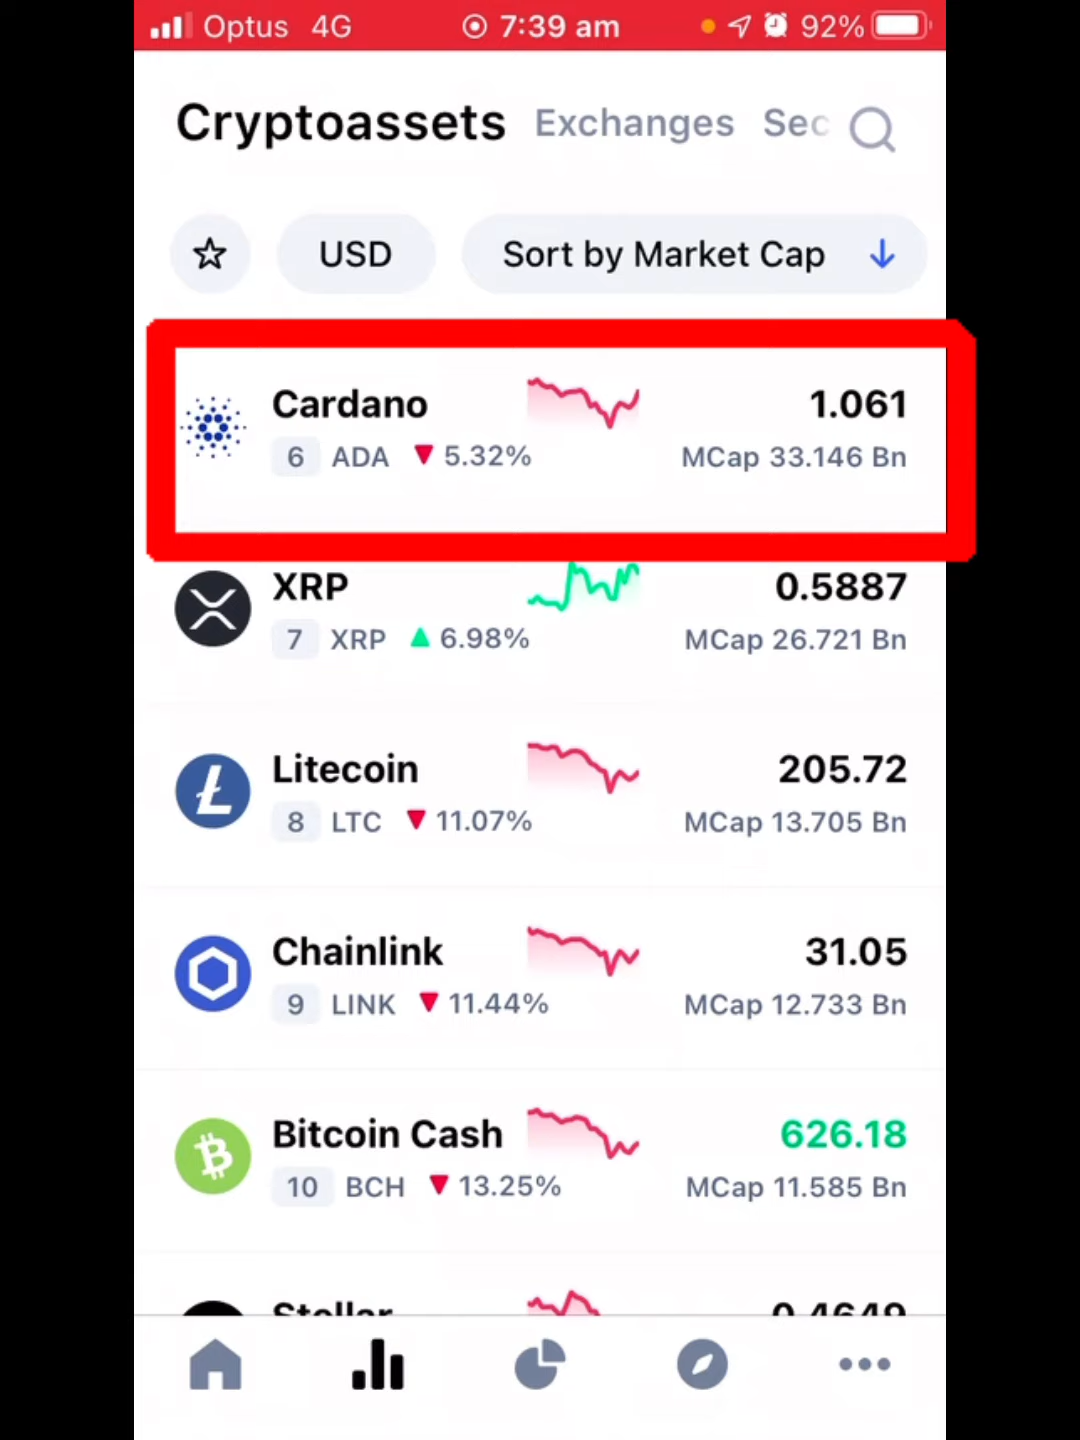 Optus 4G 7:39 am 92%
Cryptoassets Exchanges Sec
USD Sort by Market Cap
Cardano 1.061
6 ADA 5.32% MCap 33.146 Bn
XRP 0.5887
7 XRP 6.98% MCap 26.721 Bn
Litecoin 205.72
8 LTC 11.07% MCap 13.705 Bn
Chainlink 31.05
9 LINK 11.44% MCap 12.733 Bn
Bitcoin Cash 626.18
10 BCH 13.25% MCap 11.585 Bn
Stellar 0.4649